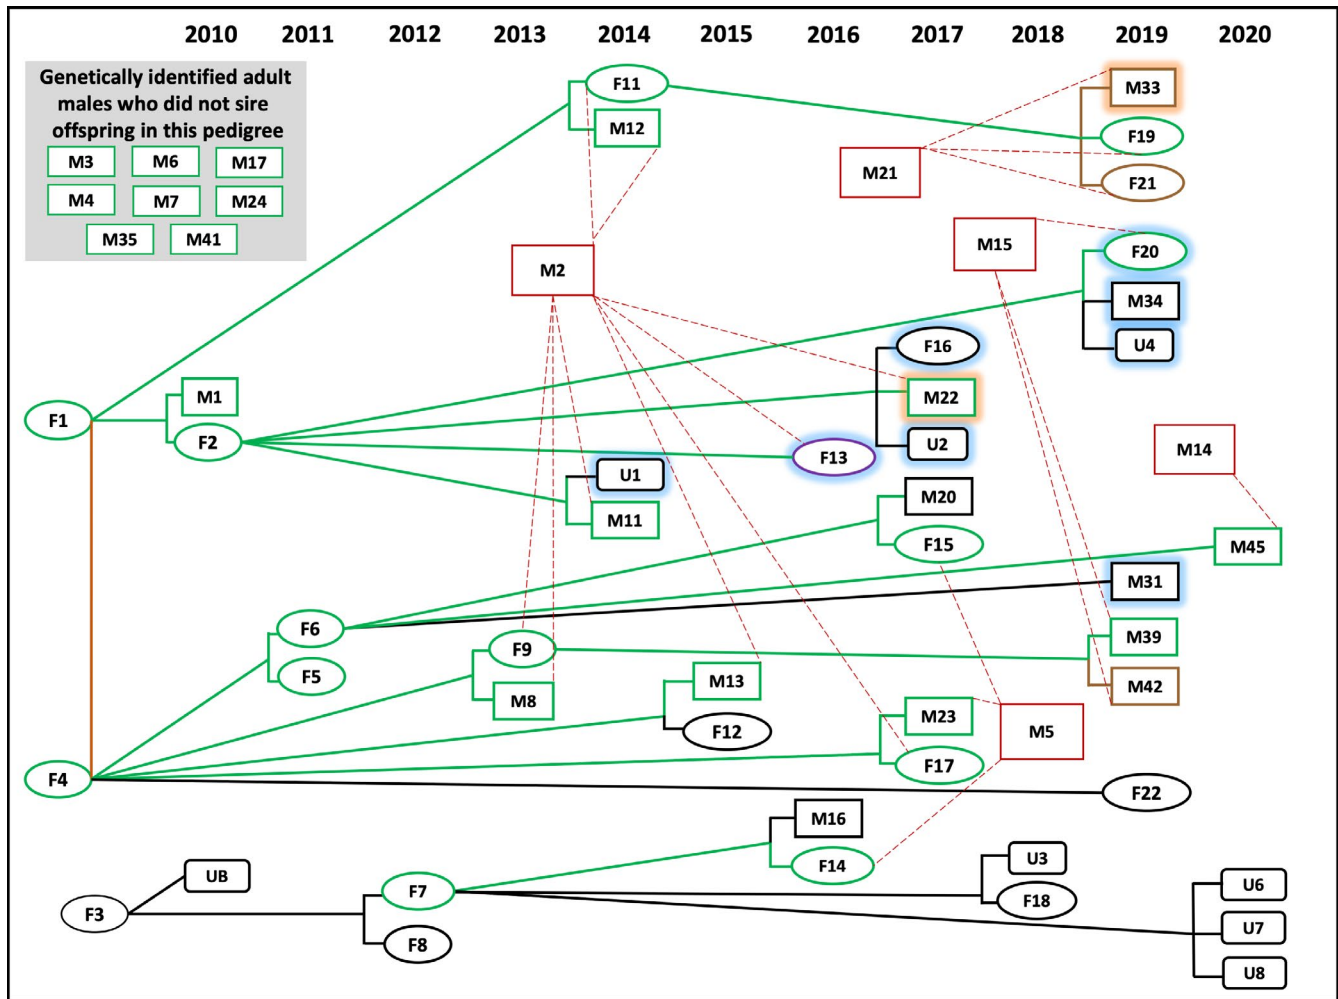 2010 2011 2012 2013 2014 2015 2016 2017 2018 2019 2020
Genetically identified adult
males who did not sire
offspring in this pedigree
M3 M6 M17
M4 M7 M24
M35 M41
F11
M12
M33
F19
F21
M21
M15
M2
F20
M34
U4
F16
M22
U2
M1
F1
F2
F13
U1
M11
M14
M20
F15
M45
M31
F6
F5
F9
M8
M39
M42
M13
F12
M23
F17
M5
F4
F22
M16
F14
UB
F7
F3
F8
U3
F18
U6
U7
U8